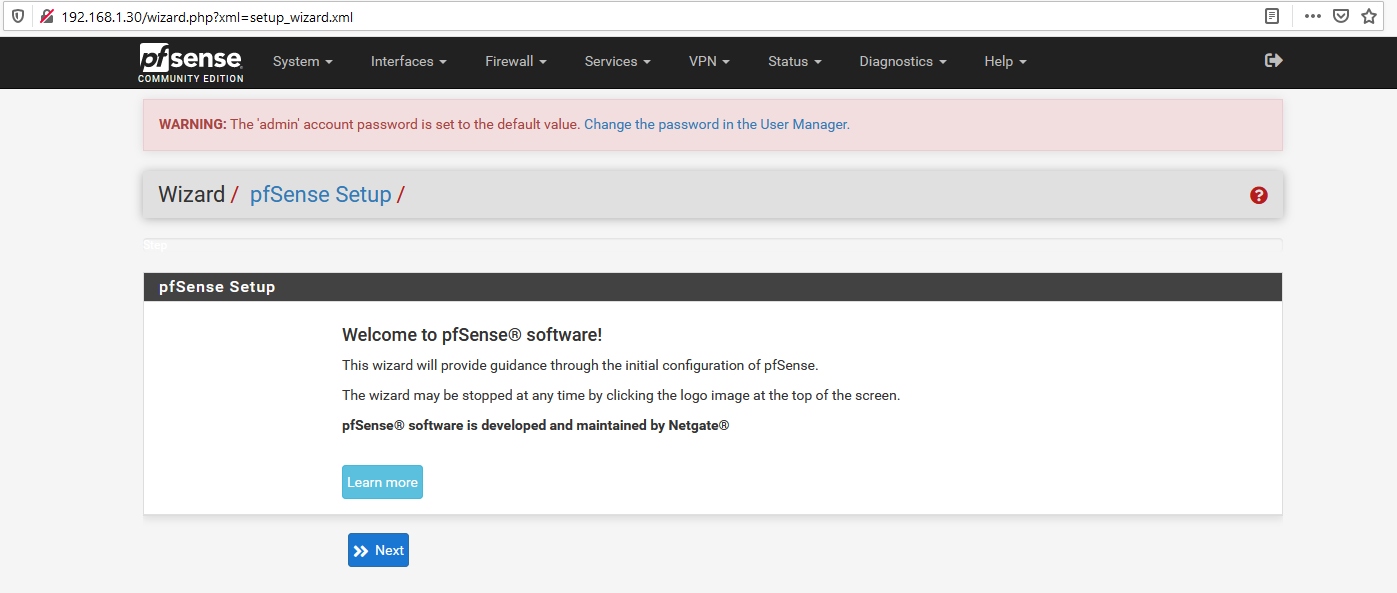 192.168.1.30/wizard.php?xml=setup_wizard.xml
pfsense
COMMUNITY EDITION
System Interfaces Firewall Services VPN Status Diagnostics Help
WARNING: The 'admin' account password is set to the default value. Change the password in the User Manager.
Wizard / pfSense Setup /
Step
pfSense Setup
Welcome to pfSense® software!
This wizard will provide guidance through the initial configuration of pfSense.
The wizard may be stopped at any time by clicking the logo image at the top of the screen.
pfSense® software is developed and maintained by Netgate®
Learn more
Next